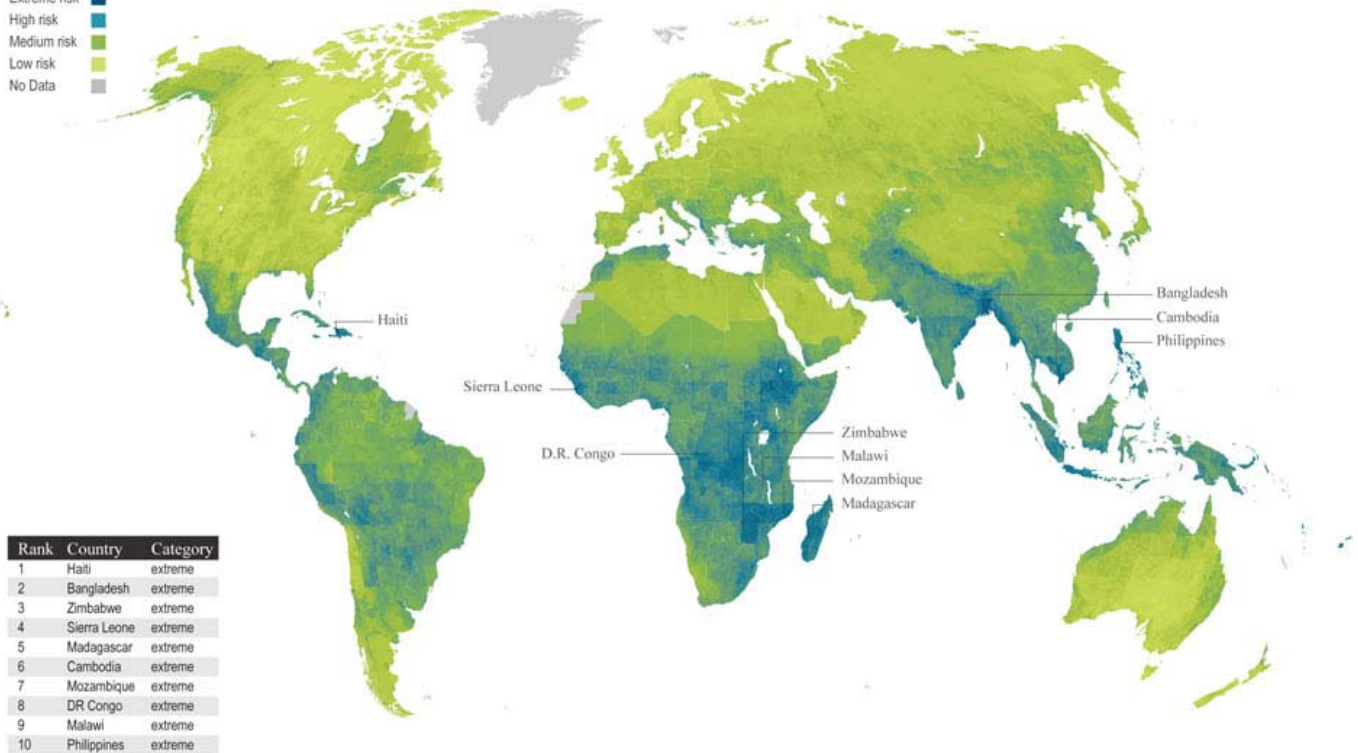 Extreme risk
High risk
Medium risk
Low risk
No Data
Haiti
Bangladesh
Cambodia
Philippines
Sierra Leone
D.R. Congo
Zimbabwe
Malawi
Mozambique
Madagascar
Rank Country Category
1 Haiti extreme
2 Bangladesh extreme
3 Zimbabwe extreme
4 Sierra Leone extreme
5 Madagascar extreme
6 Cambodia extreme
7 Mozambique extreme
8 DR Congo extreme
9 Malawi extreme
10 Philippines extreme